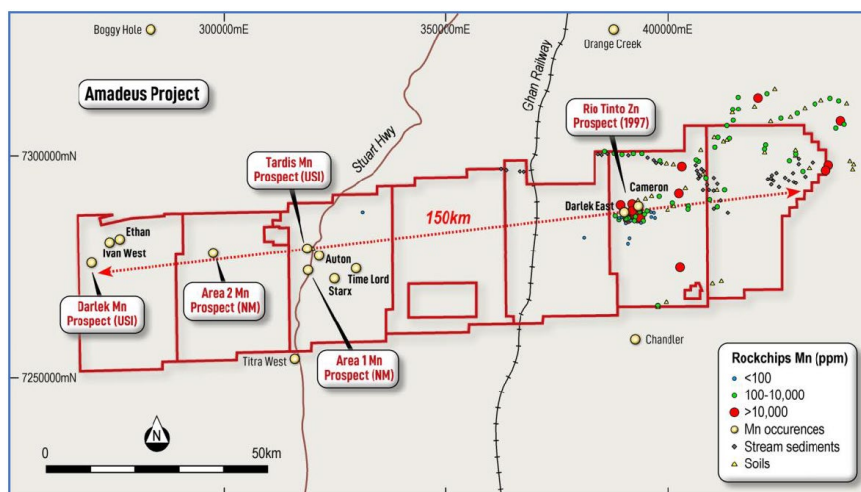 300000mE
350000mE
400000mE
Boggy Hole
Orange Creek
Amadeus Project
Stuart Hwy
Ghan Railway
Rio Tinto Zn
Prospect (1997)
7300000mN
Tardis Mn
Prospect (USI)
Cameron
Darlek East
150km
Ethan
Ivan West
Auton
Time Lord
Starx
Darlek Mn
Prospect (USI)
Area 2 Mn
Prospect (NM)
Area 1 Mn
Prospect (NM)
Titra West
Chandler
7250000mN
N
0
50km
Rockchips Mn (ppm)
<100
100-10,000
>10,000
Mn occurences
Stream sediments
Soils